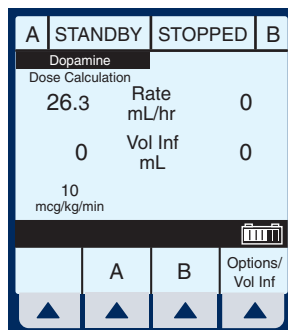 A STANDBY STOPPED B
Dopamine
Dose Calculation
26.3 Rate 0
mL/hr
0 Vol Inf 0
mL
10
mcg/kg/min
A B Options/
Vol Inf